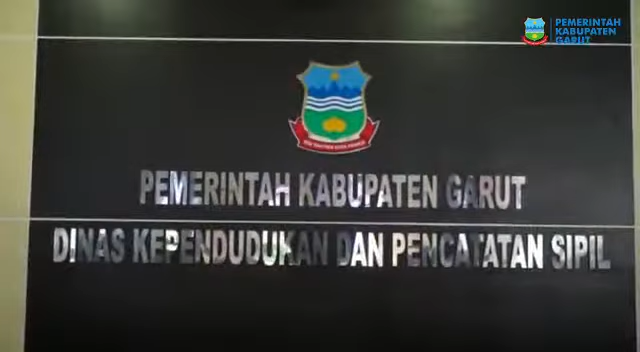 PEMERINTAH
KABUPATEN
GARUT
PEMERINTAH KABUPATEN GARUT
DINAS KEPENDUDUKAN DAN PENCATATAN SIPIL